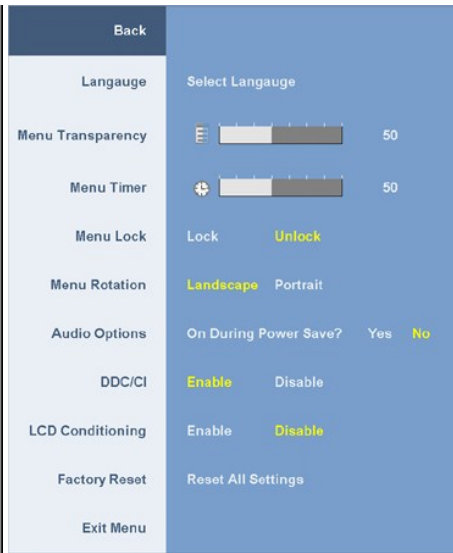 Back
Langauge Select Langauge
Menu Transparency 50
Menu Timer 50
Menu Lock Lock Unlock
Menu Rotation Landscape Portrait
Audio Options On During Power Save? Yes No
DDC/CI Enable Disable
LCD Conditioning Enable Disable
Factory Reset Reset All Settings
Exit Menu